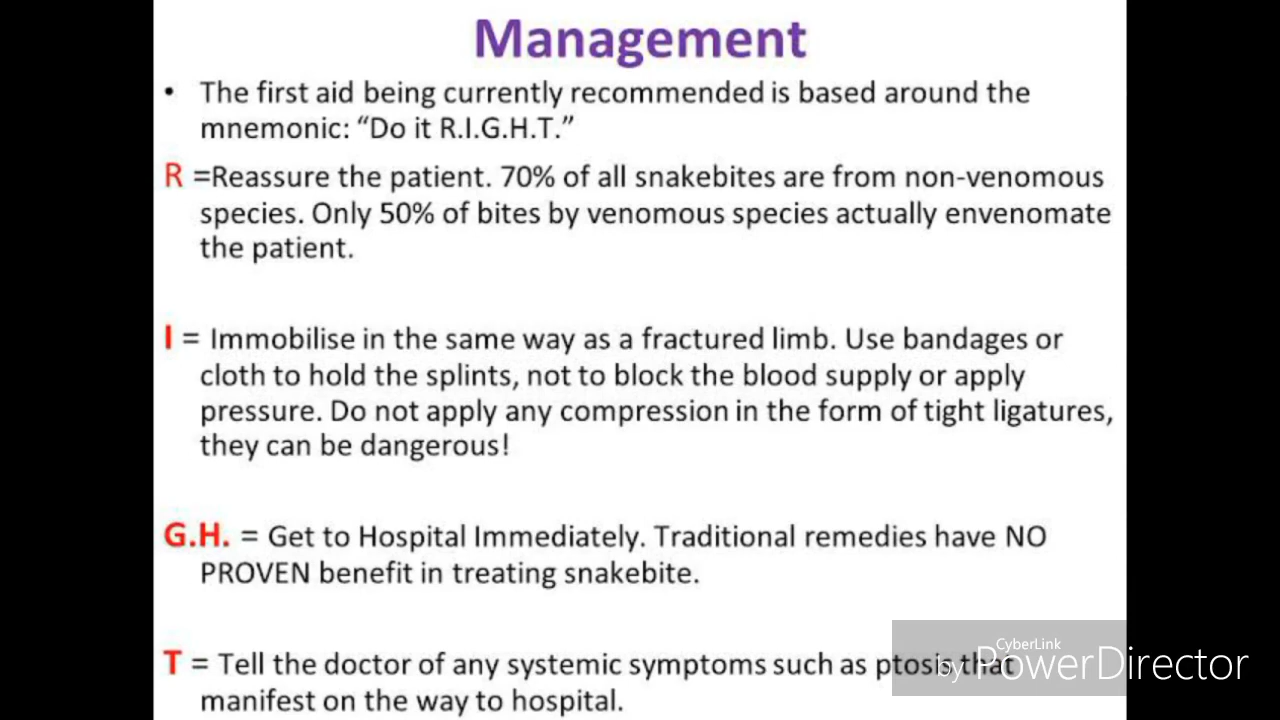 Management
• The first aid being currently recommended is based around the
mnemonic: “Do it R.I.G.H.T.”
R =Reassure the patient. 70% of all snakebites are from non-venomous
species. Only 50% of bites by venomous species actually envenomate
the patient.
I = Immobilise in the same way as a fractured limb. Use bandages or
cloth to hold the splints, not to block the blood supply or apply
pressure. Do not apply any compression in the form of tight ligatures,
they can be dangerous!
G.H. = Get to Hospital Immediately. Traditional remedies have NO
PROVEN benefit in treating snakebite.
T = Tell the doctor of any systemic symptoms such as ptosis that
manifest on the way to hospital.
CyberLink
by PowerDirector